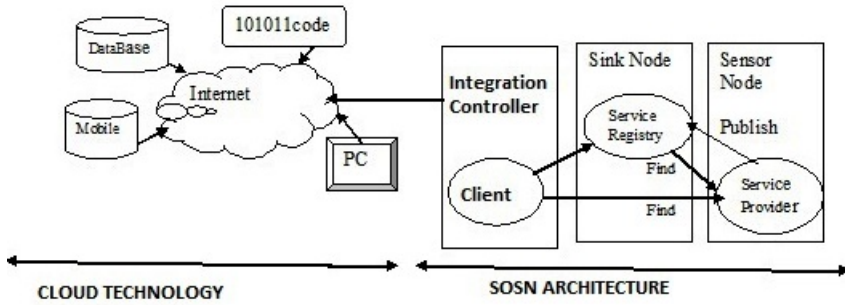 DataBase
101011code
Internet
Mobile
PC
Integration
Controller
Client
Sink Node
Service
Registry
Find
Find
Sensor
Node
Publish
Service
Provider
CLOUD TECHNOLOGY
SOSN ARCHITECTURE